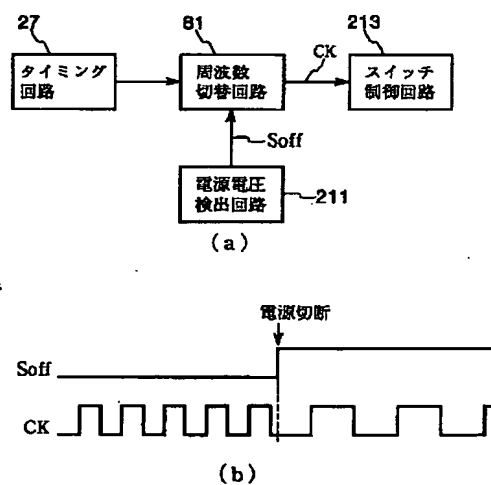 27
81
213
タイミング
回路
周波数
切替回路
CK
スイッチ
制御回路
Soff
電源電圧
検出回路
211
(a)
電源切断
Soff
CK
(b)